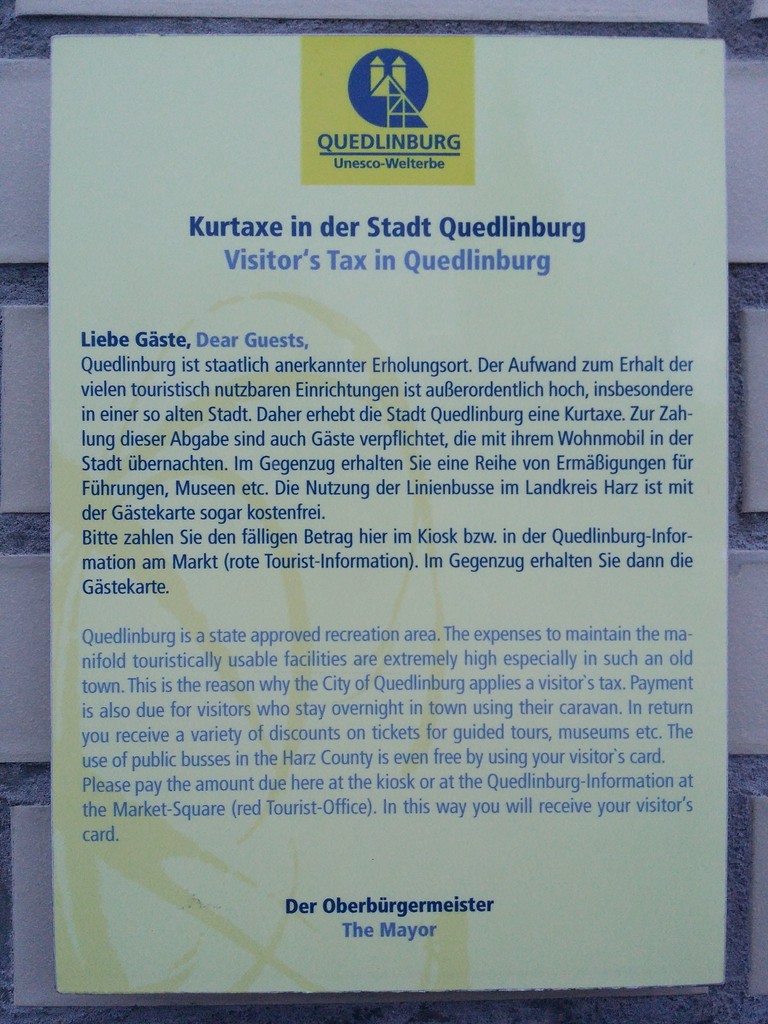 QUEDLINBURG
Unesco-Welterbe
Kurtaxe in der Stadt Quedlinburg
Visitor's Tax in Quedlinburg
Liebe Gäste, Dear Guests,
Quedlinburg ist staatlich anerkannter Erholungsort. Der Aufwand zum Erhalt der
vielen touristisch nutzbaren Einrichtungen ist außerordentlich hoch, insbesondere
in einer so alten Stadt. Daher erhebt die Stadt Quedlinburg eine Kurtaxe. Zur Zah-
lung dieser Abgabe sind auch Gäste verpflichtet, die mit ihrem Wohnmobil in der
Stadt übernachten. Im Gegenzug erhalten Sie eine Reihe von Ermäßigungen für
Führungen, Museen etc. Die Nutzung der Linienbusse im Landkreis Harz ist mit
der Gästekarte sogar kostenfrei.
Bitte zahlen Sie den fälligen Betrag hier im Kiosk bzw. in der Quedlinburg-Infor-
mation am Markt (rote Tourist-Information). Im Gegenzug erhalten Sie dann die
Gästekarte.
Quedlinburg is a state approved recreation area. The expenses to maintain the ma-
nifold touristically usable facilities are extremely high especially in such an old
town. This is the reason why the City of Quedlinburg applies a visitor`s tax. Payment
is also due for visitors who stay overnight in town using their caravan. In return
you receive a variety of discounts on tickets for guided tours, museums etc. The
use of public busses in the Harz County is even free by using your visitor`s card.
Please pay the amount due here at the kiosk or at the Quedlinburg-Information at
the Market-Square (red Tourist-Office). In this way you will receive your visitor's
card.
Der Oberbürgermeister
The Mayor